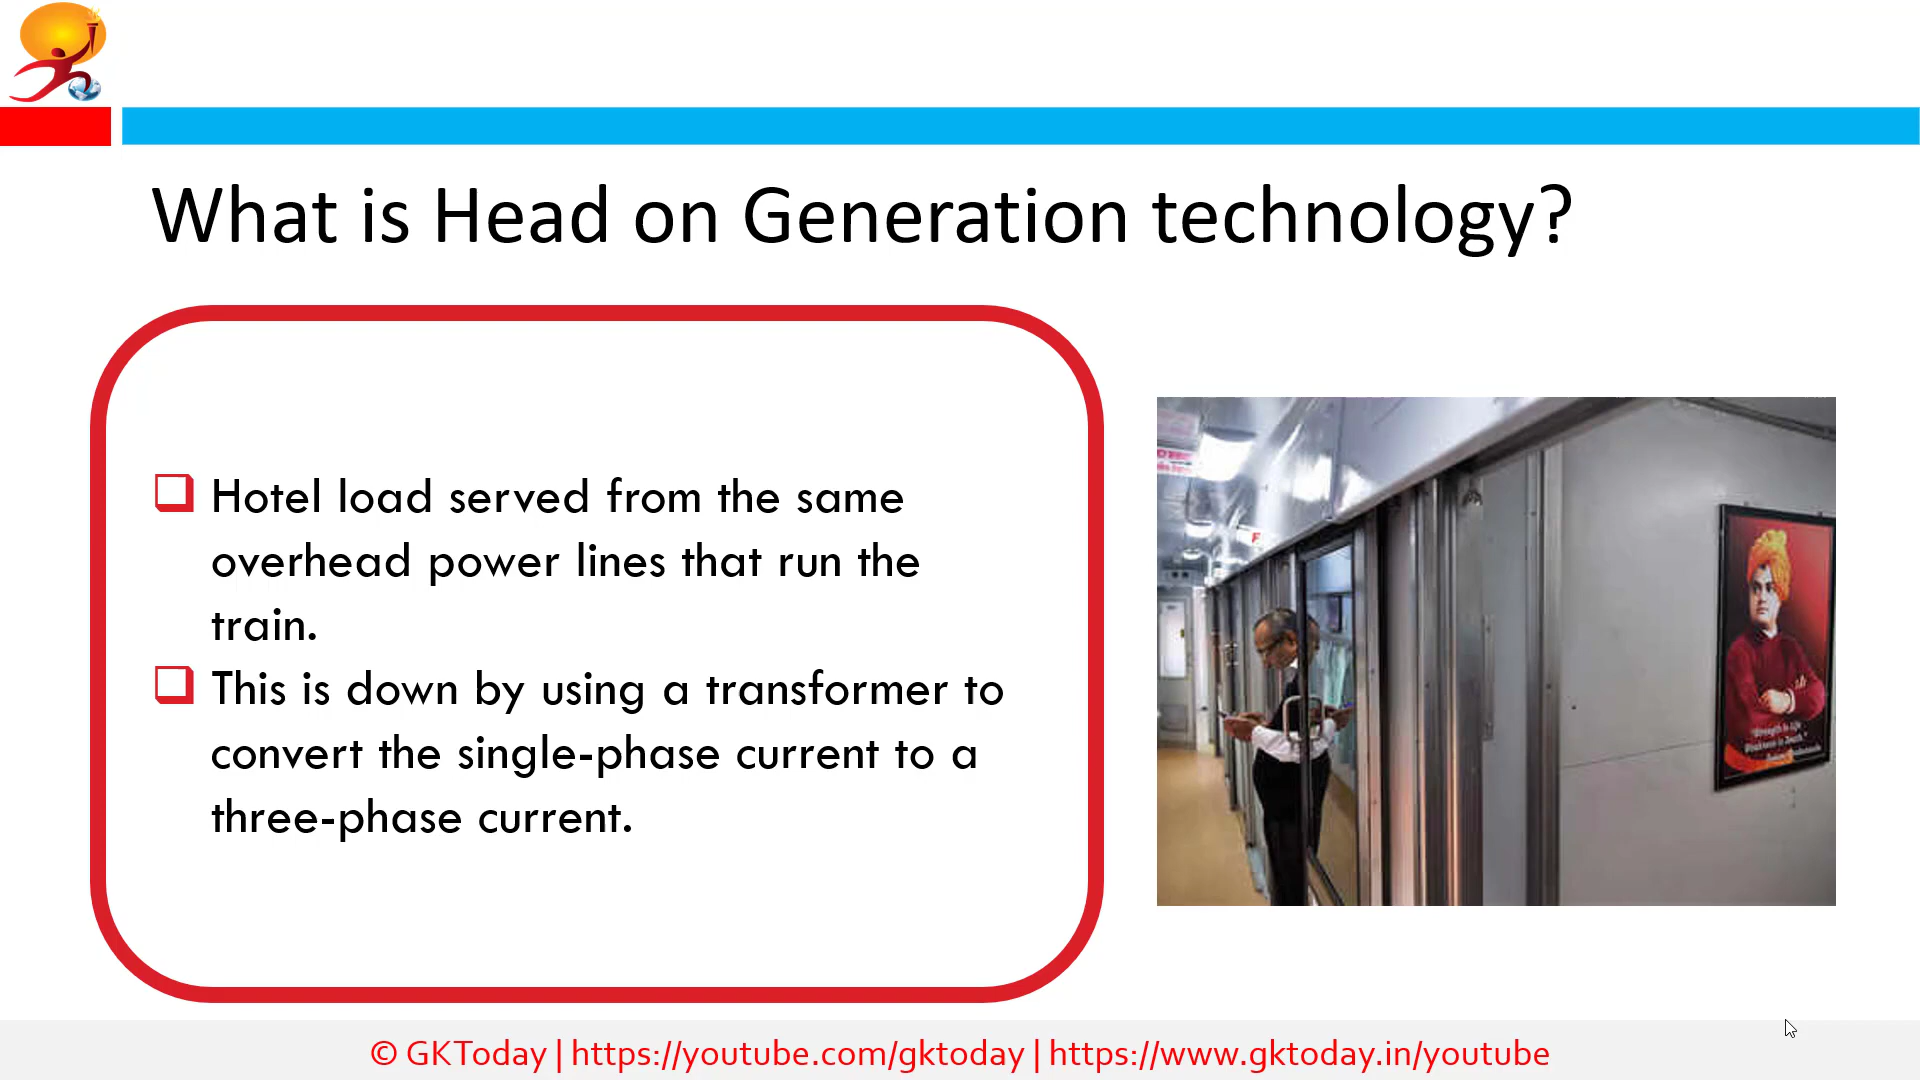 What is Head on Generation technology?
Hotel load served from the same
overhead power lines that run the
train.
This is down by using a transformer to
convert the single-phase current to a
three-phase current.
© GKToday | https://youtube.com/gktoday | https://www.gktoday.in/youtube